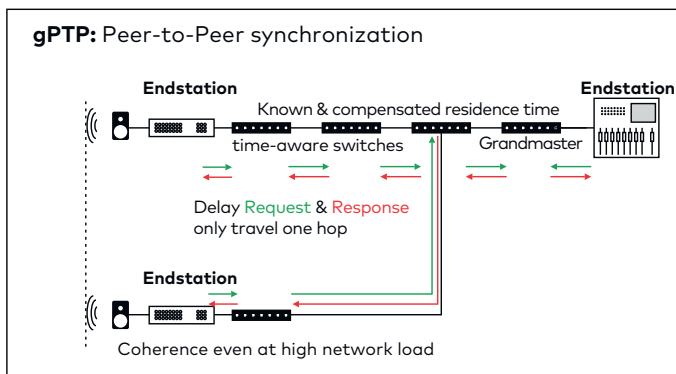 gPTP: Peer-to-Peer synchronization
Endstation
Endstation
Known & compensated residence time
time-aware switches
Grandmaster
Delay Request & Response
only travel one hop
Endstation
Coherence even at high network load